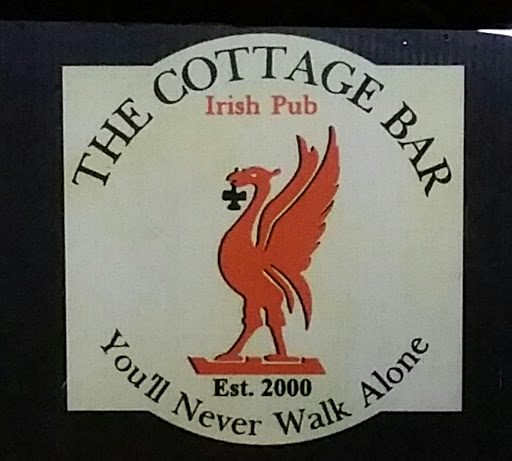 THE COTTAGE BAR
Irish Pub
Est. 2000
You'll Never Walk Alone